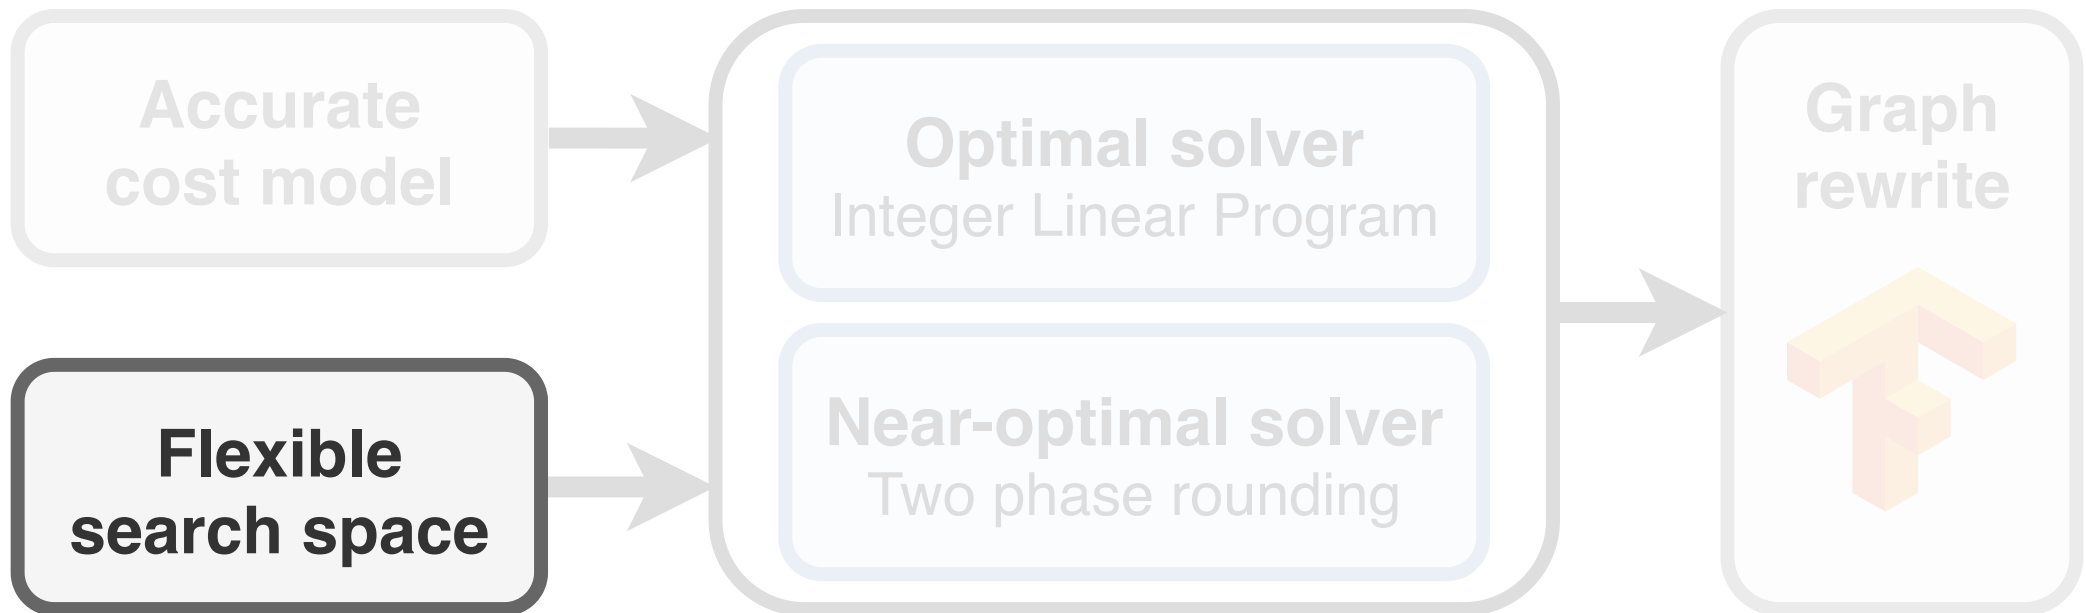 Accurate
cost model
Flexible
search space
Optimal solver
Integer Linear Program
Near-optimal solver
Two phase rounding
Graph
rewrite